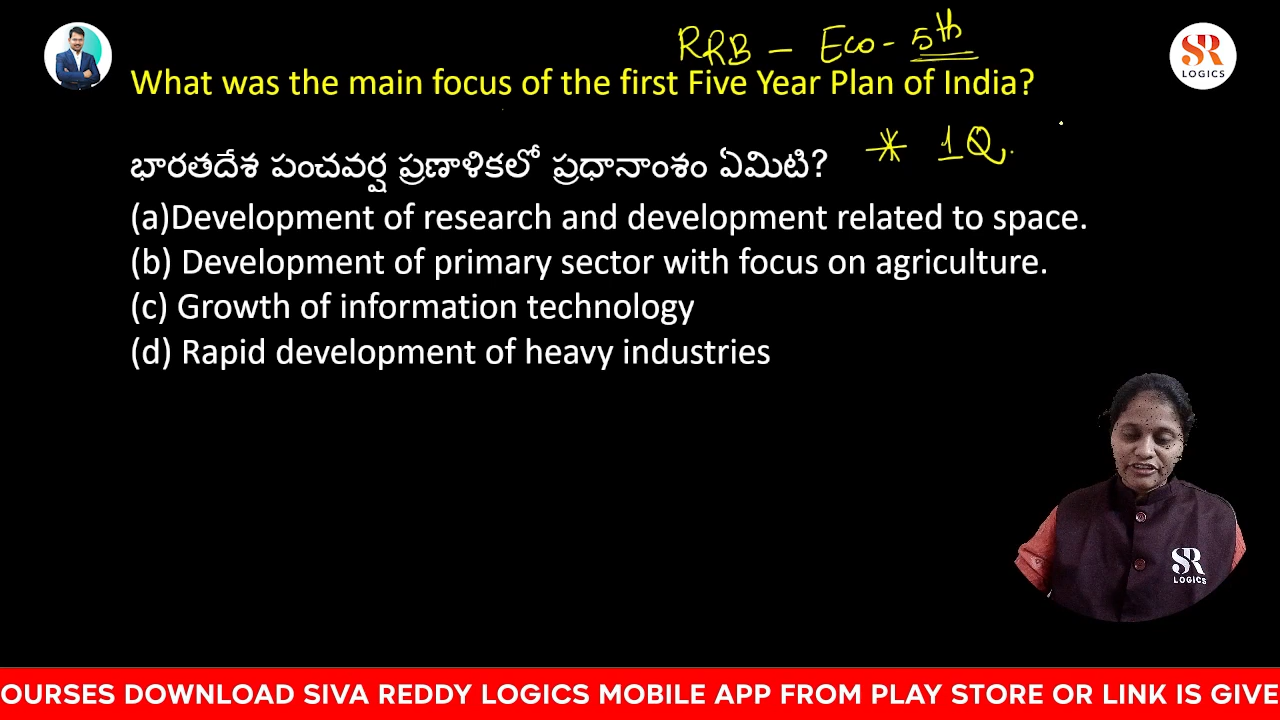 RRB - Eco - 5th
SR
LOGICS
What was the main focus of the first Five Year Plan of India?
* 1Q.
భారతదేశ పంచవర్ష ప్రణాళికలో ప్రధానాంశం ఏమిటి?
(a)Development of research and development related to space.
(b) Development of primary sector with focus on agriculture.
(c) Growth of information technology
(d) Rapid development of heavy industries
SR
LOGICS
OURSES DOWNLOAD SIVA REDDY LOGICS MOBILE APP FROM PLAY STORE OR LINK IS GIVE